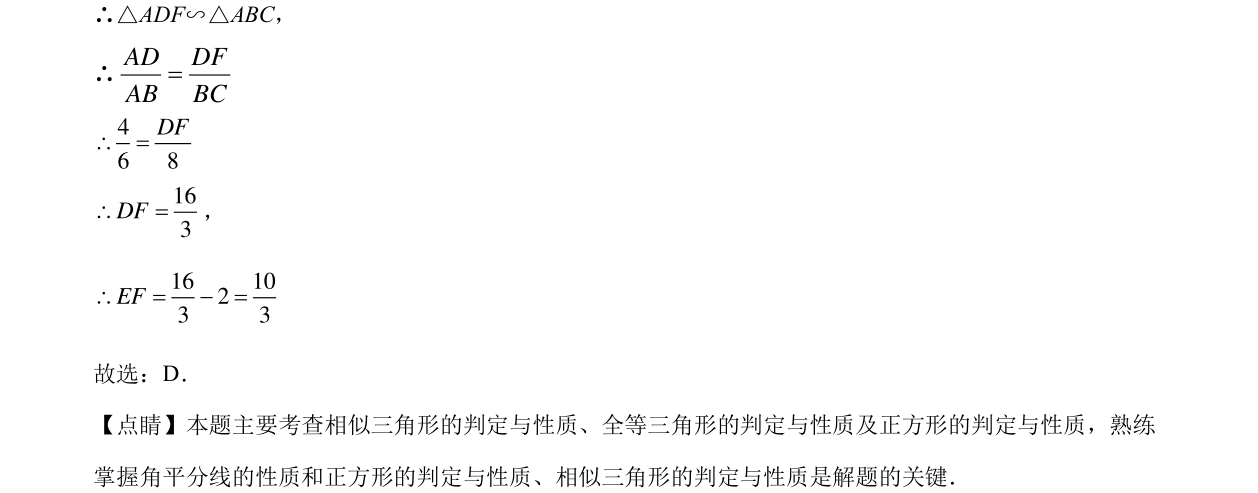 ∴△ADF∽△ABC，
∴ AD/AB = DF/BC
∴ 4/6 = DF/8
∴ DF = 16/3 ，
∴ EF = 16/3 − 2 = 10/3
故选：D．
【点睛】本题主要考查相似三角形的判定与性质、全等三角形的判定与性质及正方形的判定与性质，熟练
掌握角平分线的性质和正方形的判定与性质、相似三角形的判定与性质是解题的关键．